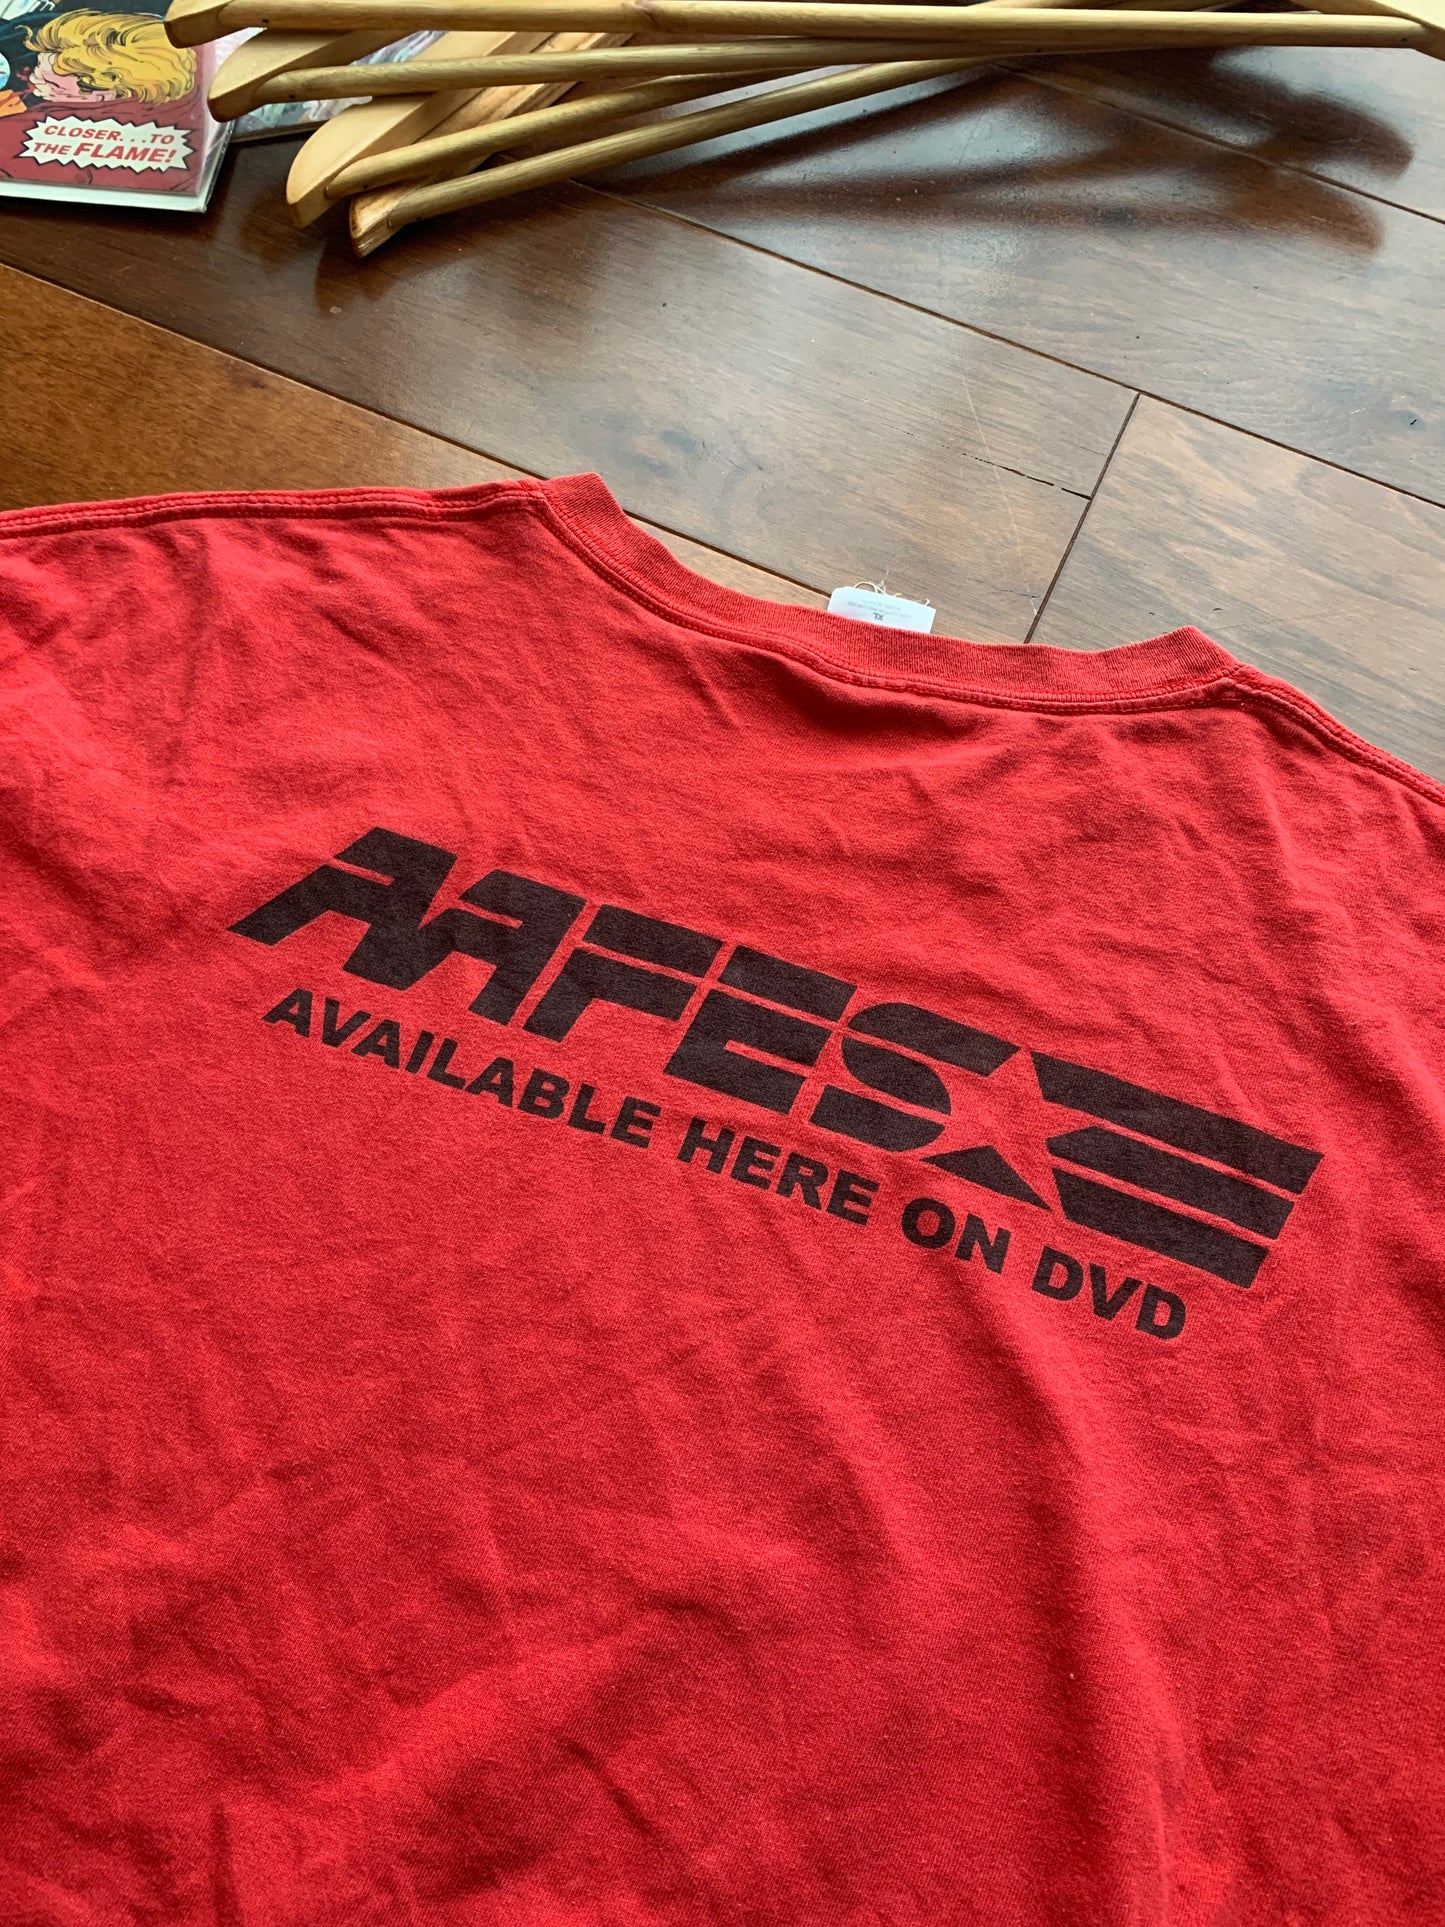 CLOSER...TO
THE FLAME!
XL
AAFES
AVAILABLE HERE ON DVD